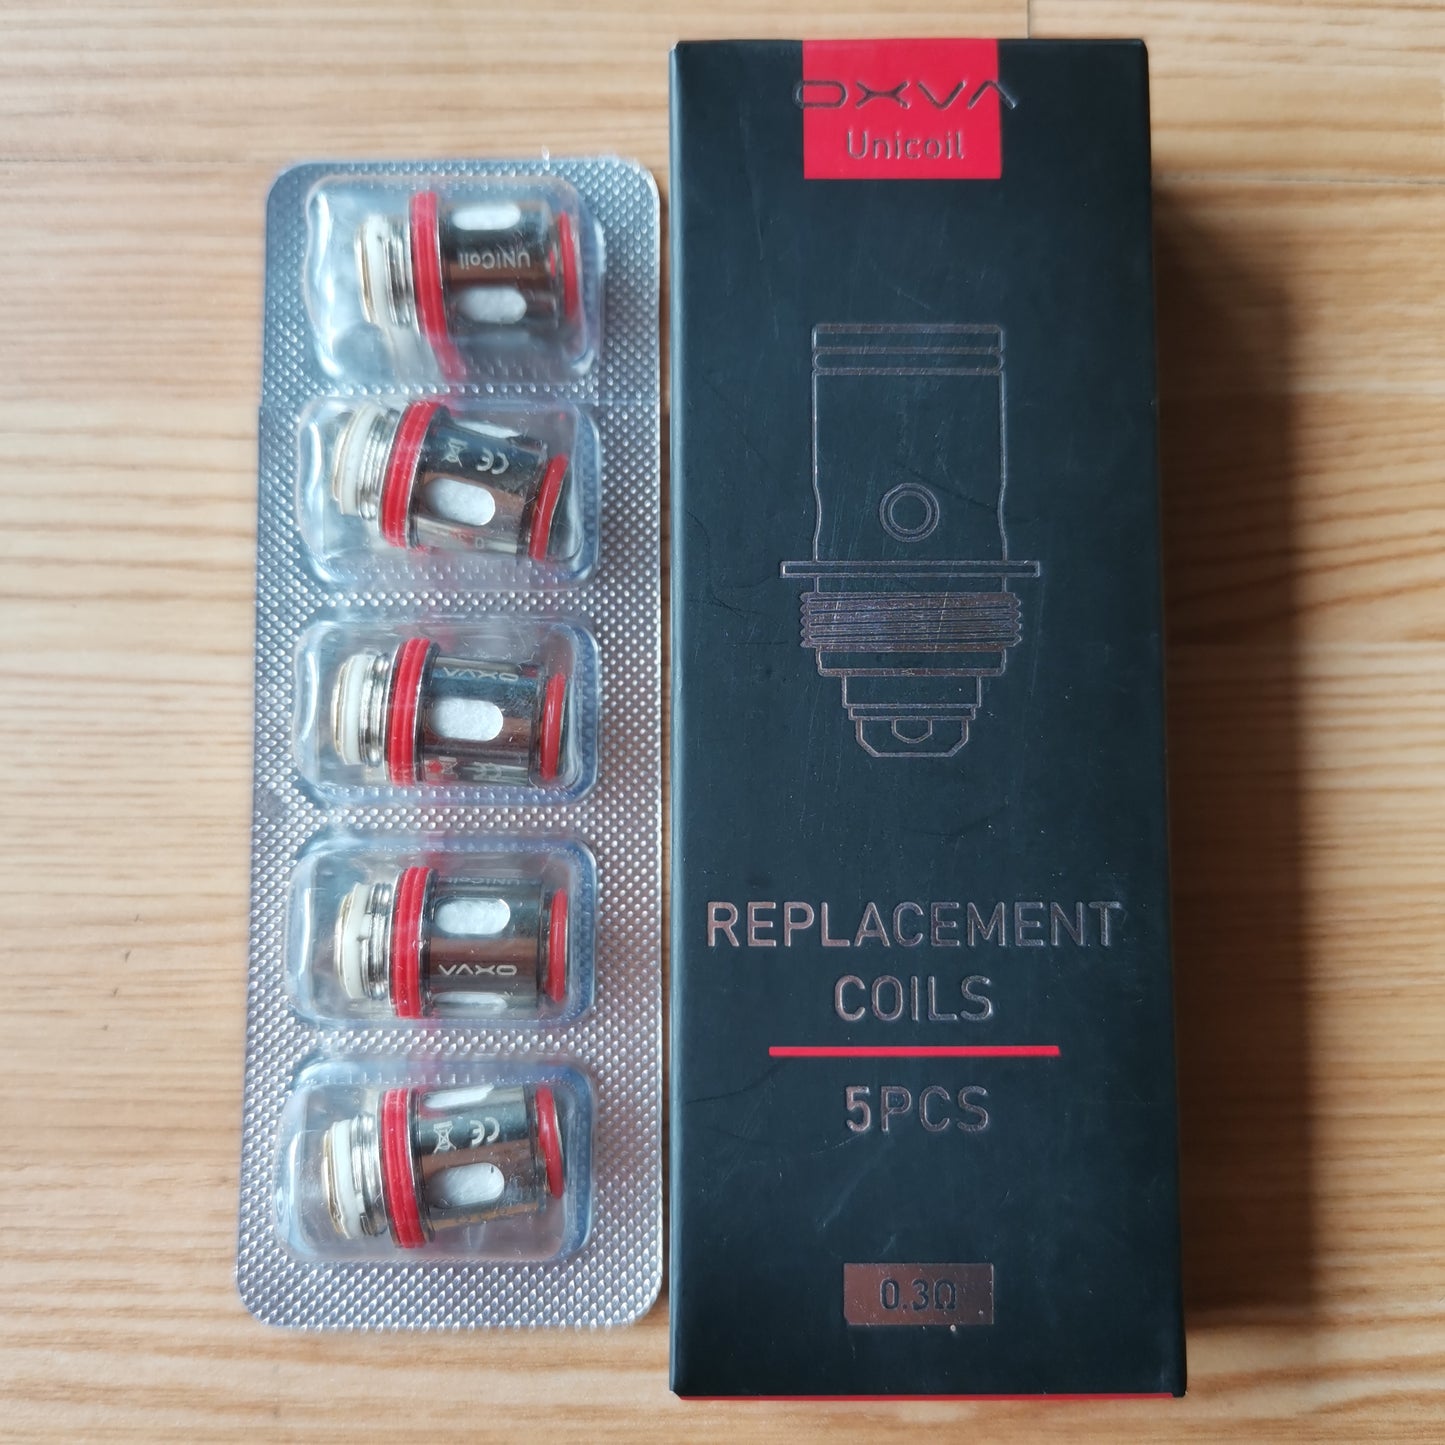 UNICoil
CE
OXVA
UNICoil
OXVA
CE
OXVA
Unicoil
REPLACEMENT
COILS
5PCS
0.3Ω